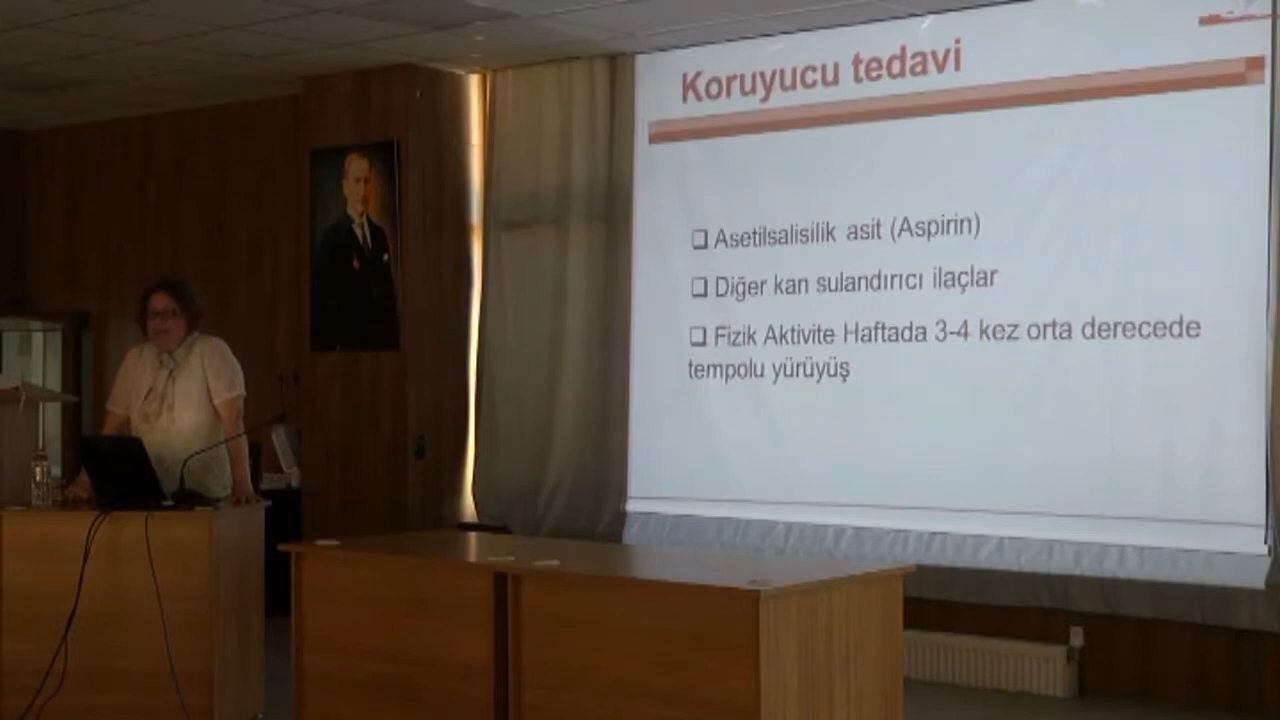 Koruyucu tedavi
❑ Asetilsalisilik asit (Aspirin)
❑ Diğer kan sulandırıcı ilaçlar
❑ Fizik Aktivite Haftada 3-4 kez orta derecede
tempolu yürüyüş